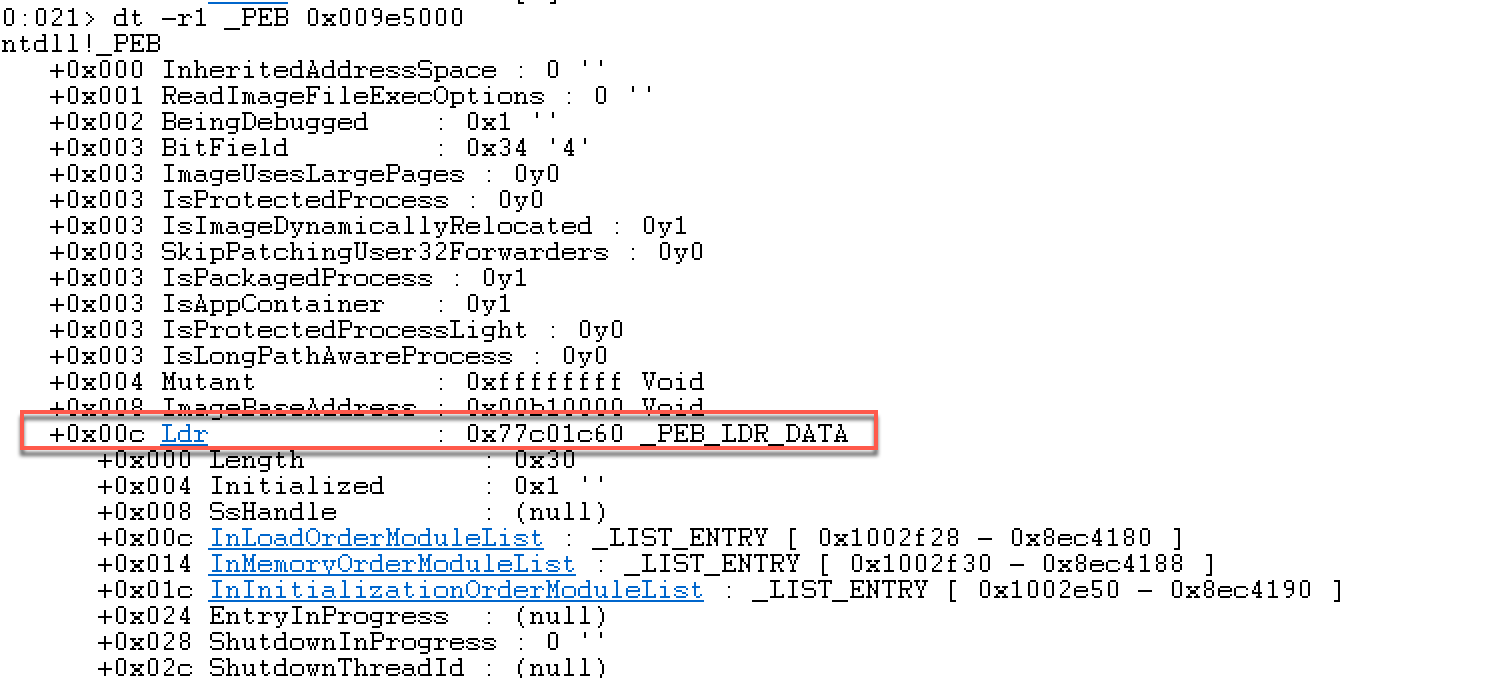 0:021> dt -r1 _PEB 0x009e5000
ntdll!_PEB
+0x000 InheritedAddressSpace : 0 ''
+0x001 ReadImageFileExecOptions : 0 ''
+0x002 BeingDebugged : 0x1 ''
+0x003 BitField : 0x34 '4'
+0x003 ImageUsesLargePages : 0y0
+0x003 IsProtectedProcess : 0y0
+0x003 IsImageDynamicallyRelocated : 0y1
+0x003 SkipPatchingUser32Forwarders : 0y0
+0x003 IsPackagedProcess : 0y1
+0x003 IsAppContainer : 0y1
+0x003 IsProtectedProcessLight : 0y0
+0x003 IsLongPathAwareProcess : 0y0
+0x004 Mutant : 0xffffffff Void
+0x008 ImageBaseAddress : 0x00b10000 Void
+0x00c Ldr : 0x77c01c60 _PEB_LDR_DATA
+0x000 Length : 0x30
+0x004 Initialized : 0x1 ''
+0x008 SsHandle : (null)
+0x00c InLoadOrderModuleList : _LIST_ENTRY [ 0x1002f28 - 0x8ec4180 ]
+0x014 InMemoryOrderModuleList : _LIST_ENTRY [ 0x1002f30 - 0x8ec4188 ]
+0x01c InInitializationOrderModuleList : _LIST_ENTRY [ 0x1002e50 - 0x8ec4190 ]
+0x024 EntryInProgress : (null)
+0x028 ShutdownInProgress : 0 ''
+0x02c ShutdownThreadId : (null)